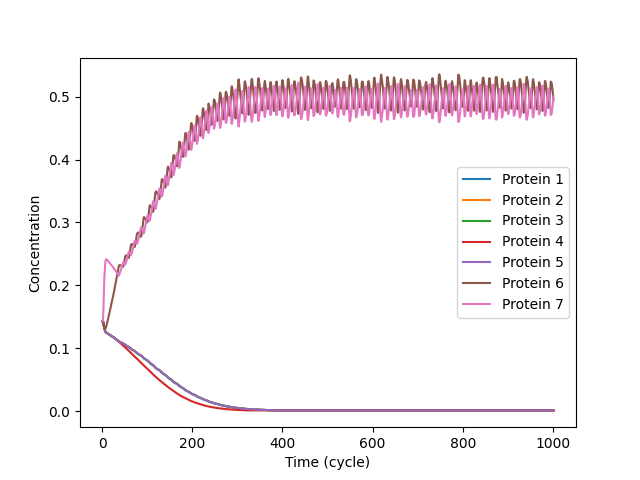 0.5
0.4
0.3
0.2
0.1
0.0
Concentration
Protein 1
Protein 2
Protein 3
Protein 4
Protein 5
Protein 6
Protein 7
0 200 400 600 800 1000
Time (cycle)